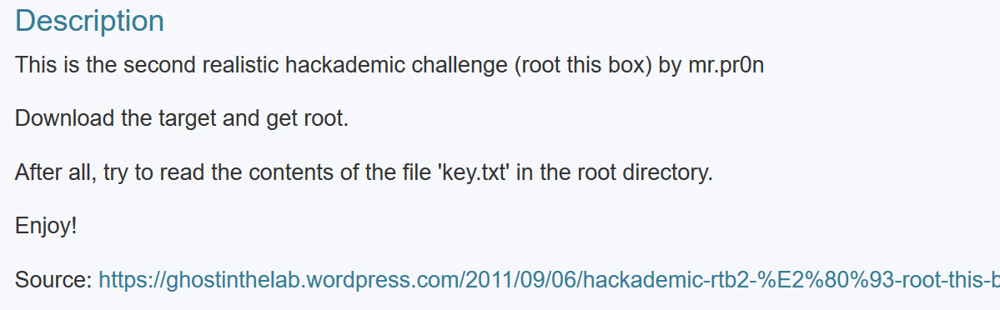 Description
This is the second realistic hackademic challenge (root this box) by mr.pr0n
Download the target and get root.
After all, try to read the contents of the file 'key.txt' in the root directory.
Enjoy!
Source: https://ghostinthelab.wordpress.com/2011/09/06/hackademic-rtb2-%E2%80%93-root-this-b